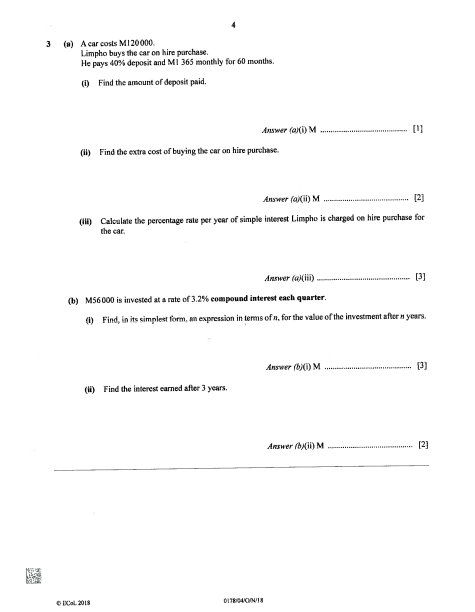 4
3 (a) A car costs M120 000.
Limpho buys the car on hire purchase.
He pays 40% deposit and M1 365 monthly for 60 months.
(i) Find the amount of deposit paid.
Answer (a)(i) M ........................................ [1]
(ii) Find the extra cost of buying the car on hire purchase.
Answer (a)(ii) M ........................................ [2]
(iii) Calculate the percentage rate per year of simple interest Limpho is charged on hire purchase for
the car.
Answer (a)(iii) ........................................ [3]
(b) M56 000 is invested at a rate of 3.2% compound interest each quarter.
(i) Find, in its simplest form, an expression in terms of n, for the value of the investment after n years.
Answer (b)(i) M ........................................ [3]
(ii) Find the interest earned after 3 years.
Answer (b)(ii) M ........................................ [2]
© ECoL 2018
0178/04/O/N/18